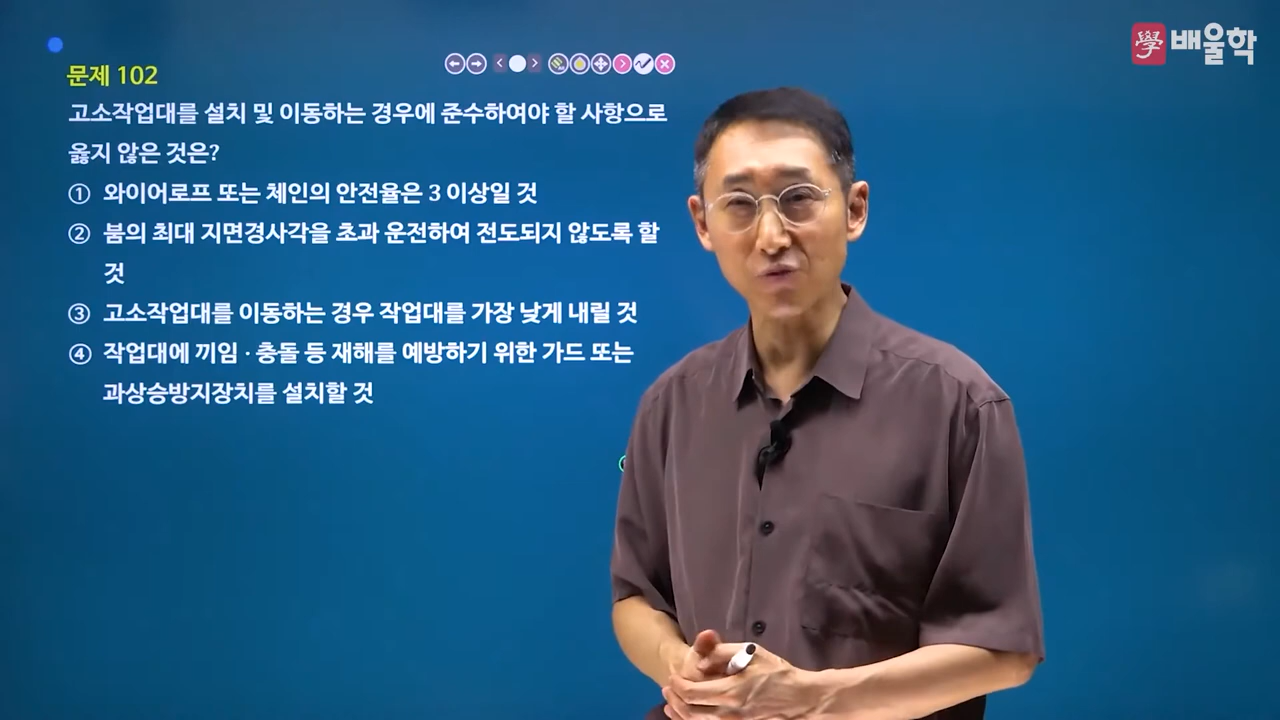 學 배울학
문제 102
고소작업대를 설치 및 이동하는 경우에 준수하여야 할 사항으로
옳지 않은 것은?
① 와이어로프 또는 체인의 안전율은 3 이상일 것
② 붐의 최대 지면경사각을 초과 운전하여 전도되지 않도록 할
것
③ 고소작업대를 이동하는 경우 작업대를 가장 낮게 내릴 것
④ 작업대에 끼임 · 충돌 등 재해를 예방하기 위한 가드 또는
과상승방지장치를 설치할 것